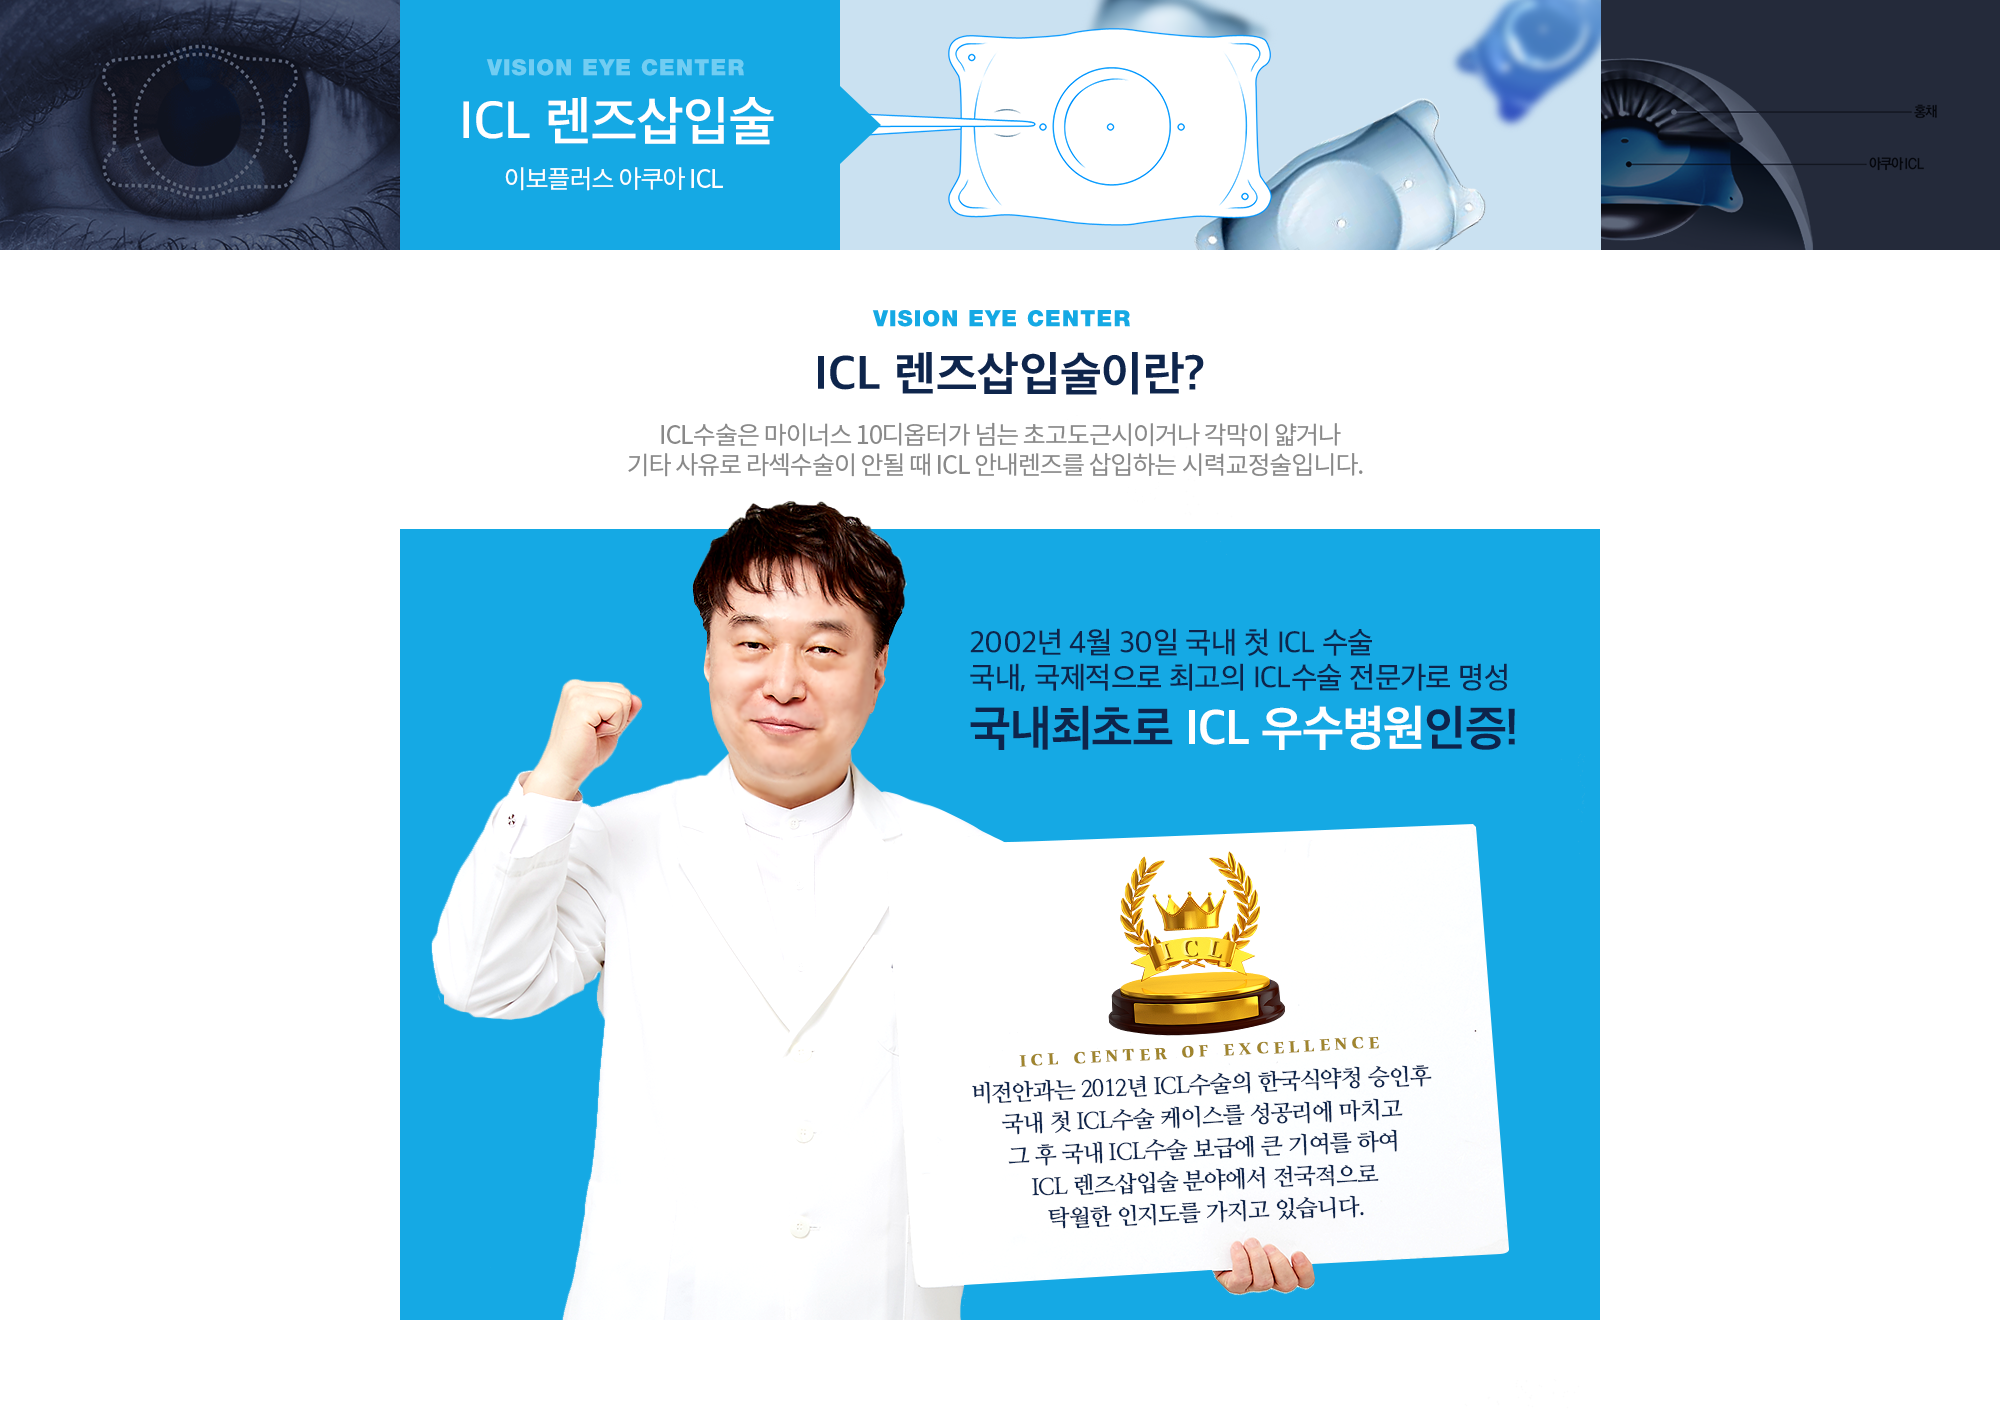 VISION EYE CENTER
ICL 렌즈삽입술
이보플러스 아쿠아 ICL
홍채
아쿠아 ICL
VISION EYE CENTER
ICL 렌즈삽입술이란?
ICL수술은 마이너스 10디옵터가 넘는 초고도근시이거나 각막이 얇거나
기타 사유로 라섹수술이 안될 때 ICL 안내렌즈를 삽입하는 시력교정술입니다.
2002년 4월 30일 국내 첫 ICL 수술
국내, 국제적으로 최고의 ICL수술 전문가로 명성
국내최초로 ICL 우수병원인증!
ICL
ICL CENTER OF EXCELLENCE
비전안과는 2012년 ICL수술의 한국식약청 승인후
국내 첫 ICL수술 케이스를 성공리에 마치고
그 후 국내 ICL수술 보급에 큰 기여를 하여
ICL 렌즈삽입술 분야에서 전국적으로
탁월한 인지도를 가지고 있습니다.